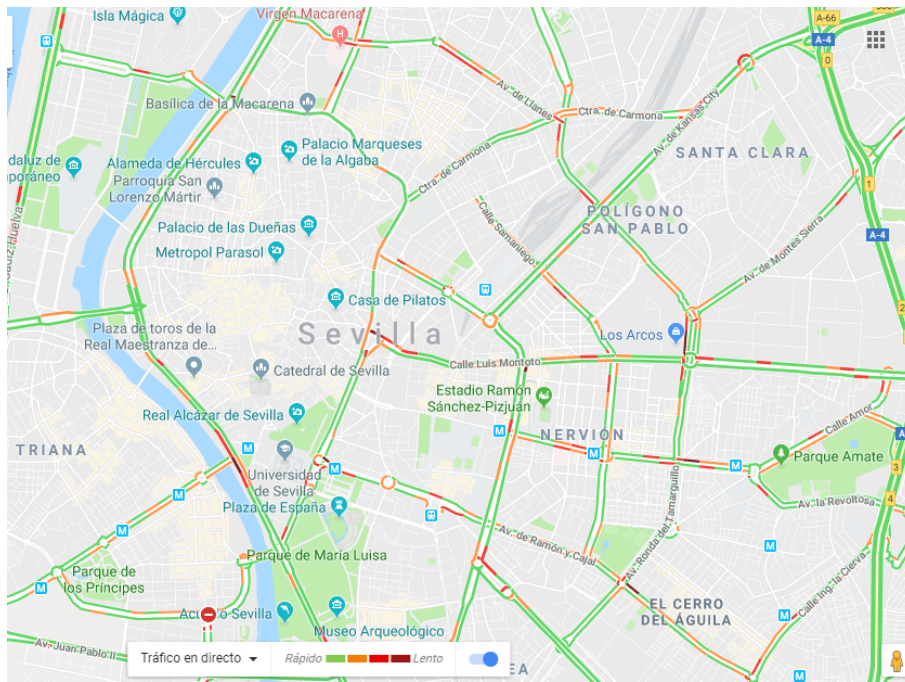 Isla Mágica
Virgen Macarena
H
A-66
A-4
0
Basílica de la Macarena
Av. de Llanes
Ctra. de Carmona
Av. de Kansas City
Palacio Marqueses
de la Algaba
SANTA CLARA
Alameda de Hércules
Parroquia San
Lorenzo Mártir
Ctra. de Carmona
1
Calle Samaniego
POLÍGONO
SAN PABLO
Palacio de las Dueñas
Metropol Parasol
A-4
Av. de Montes Sierra
Casa de Pilatos
2
Sevilla
Plaza de toros de la
Real Maestranza de...
Los Arcos
Calle Luis Montoto
Catedral de Sevilla
Estadio Ramón
Sánchez-Pizjuán
Real Alcázar de Sevilla
Calle Amor
M
NERVIÓN
TRIANA
M
M
M
M
Parque Amate
3
Universidad
de Sevilla
M
Av. la Revoltosa
4
Plaza de España
M
Av. Ronda del Tamarguillo
Av. de Ramón y Cajal
M
Parque de María Luisa
Parque de
los Príncipes
M
Calle Ing. la Cierva
EL CERRO
DEL ÁGUILA
M
Acuario Sevilla
Museo Arqueológico
Av. Juan Pablo II
Tráfico en directo
Rápido
Lento